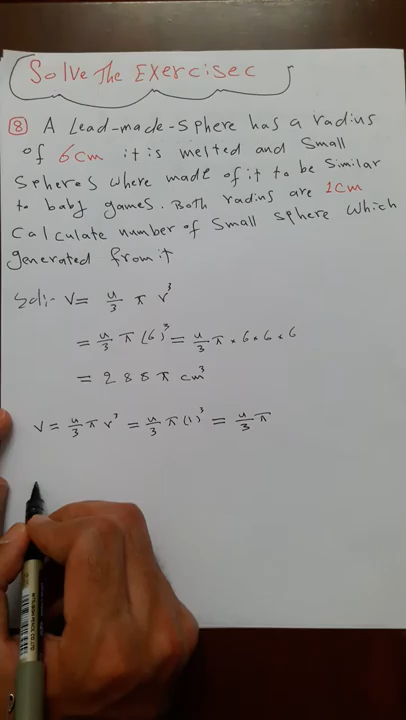 Solve The Exercisec
8 A Lead-made-sphere has a radius
of 6cm it is melted and small
spheres where made of it to be similar
to baby games. Both radius are 1cm
Calculate number of small sphere which
generated from it
Sol:- V= 4/3 π r³
= 4/3 π (6)³ = 4/3 π × 6 × 6 × 6
= 288 π cm³
V = 4/3 π r³ = 4/3 π (1)³ = 4/3 π